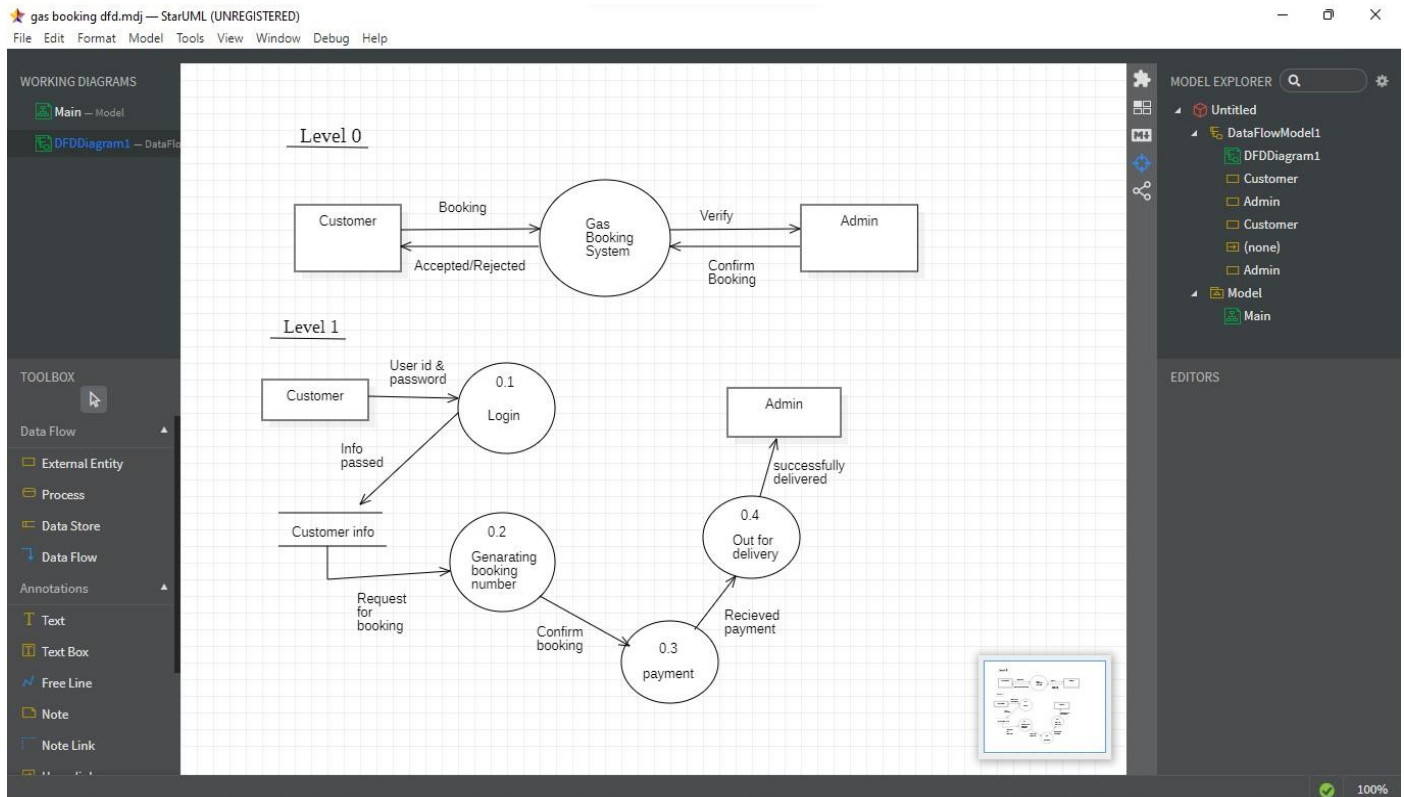 gas booking dfd.mdj — StarUML (UNREGISTERED)
File Edit Format Model Tools View Window Debug Help
WORKING DIAGRAMS
Main — Model
DFDDiagram1 — DataFlo
TOOLBOX
Data Flow
External Entity
Process
Data Store
Data Flow
Annotations
Text
Text Box
Free Line
Note
Note Link
Level 0
Customer
Booking
Accepted/Rejected
Gas
Booking
System
Verify
Confirm
Booking
Admin
Level 1
Customer
User id &
password
0.1
Login
Info
passed
Customer info
Request
for
booking
0.2
Genarating
booking
number
Confirm
booking
0.3
payment
Recieved
payment
0.4
Out for
delivery
successfully
delivered
Admin
MODEL EXPLORER
Untitled
DataFlowModel1
DFDDiagram1
Customer
Admin
Customer
(none)
Admin
Model
Main
EDITORS
100%